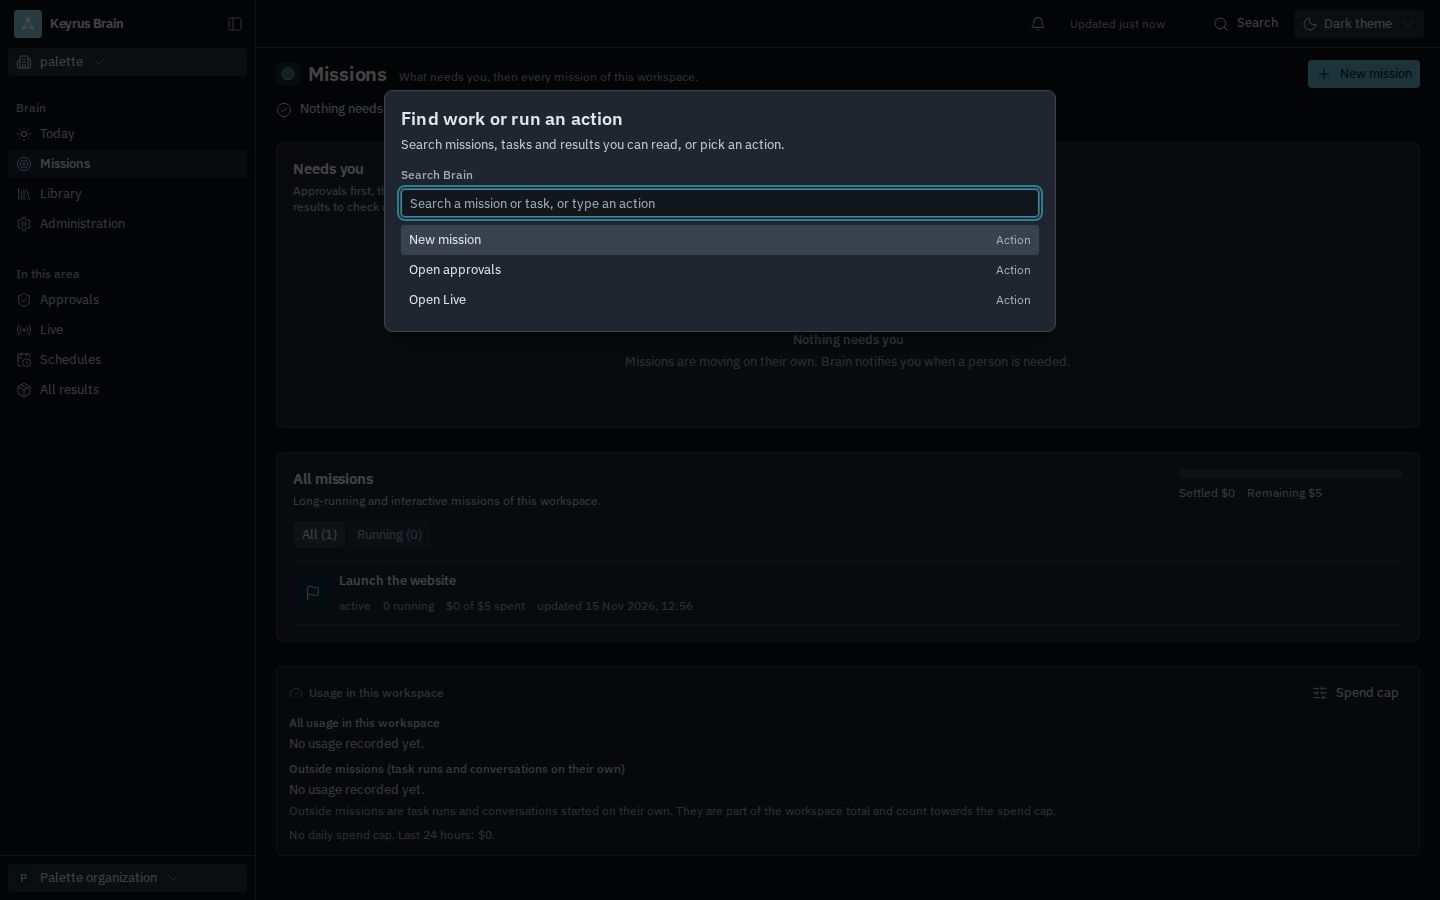 Keyrus Brain
Updated just now
Search
Dark theme
palette
Missions
What needs you, then every mission of this workspace.
New mission
Nothing needs
Brain
Today
Missions
Library
Administration
In this area
Approvals
Live
Schedules
All results
Find work or run an action
Search missions, tasks and results you can read, or pick an action.
Search Brain
Search a mission or task, or type an action
New mission
Action
Open approvals
Action
Open Live
Action
Needs you
Approvals first,
results to check
Nothing needs you
Missions are moving on their own. Brain notifies you when a person is needed.
All missions
Long-running and interactive missions of this workspace.
Settled $0
Remaining $5
All (1)
Running (0)
Launch the website
active
0 running
$0 of $5 spent
updated 15 Nov 2026, 12:56
Usage in this workspace
Spend cap
All usage in this workspace
No usage recorded yet.
Outside missions (task runs and conversations on their own)
No usage recorded yet.
Outside missions are task runs and conversations started on their own. They are part of the workspace total and count towards the spend cap.
No daily spend cap. Last 24 hours: $0.
P
Palette organization